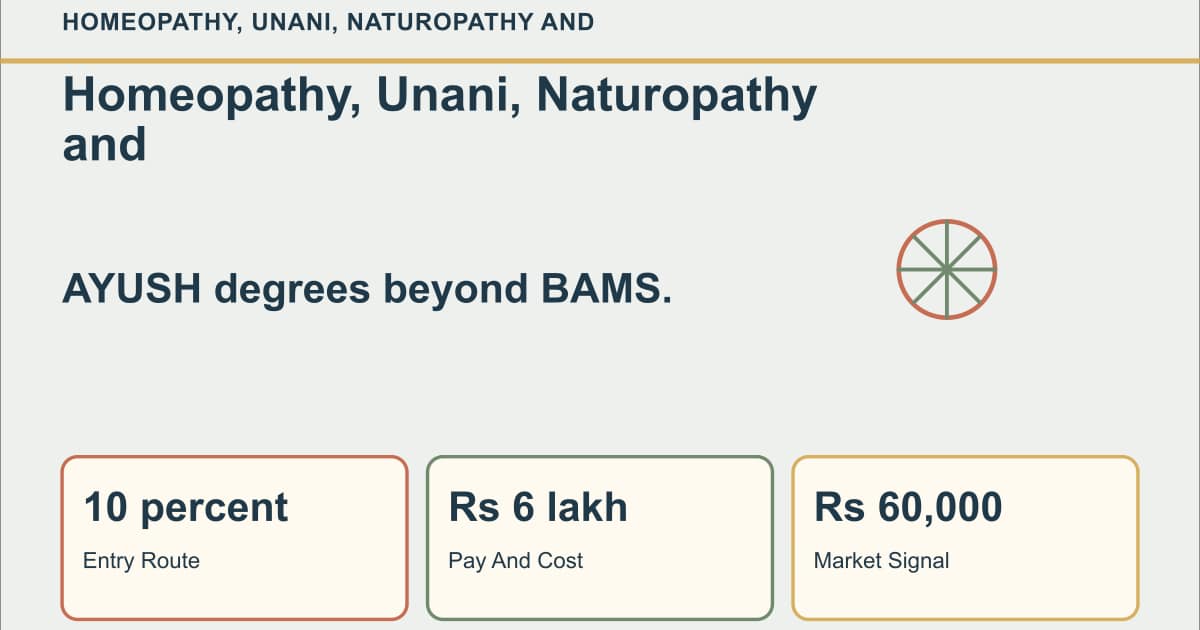 HOMEOPATHY, UNANI, NATUROPATHY AND
Homeopathy, Unani, Naturopathy
and
AYUSH degrees beyond BAMS.
10 percent
Entry Route
Rs 6 lakh
Pay And Cost
Rs 60,000
Market Signal